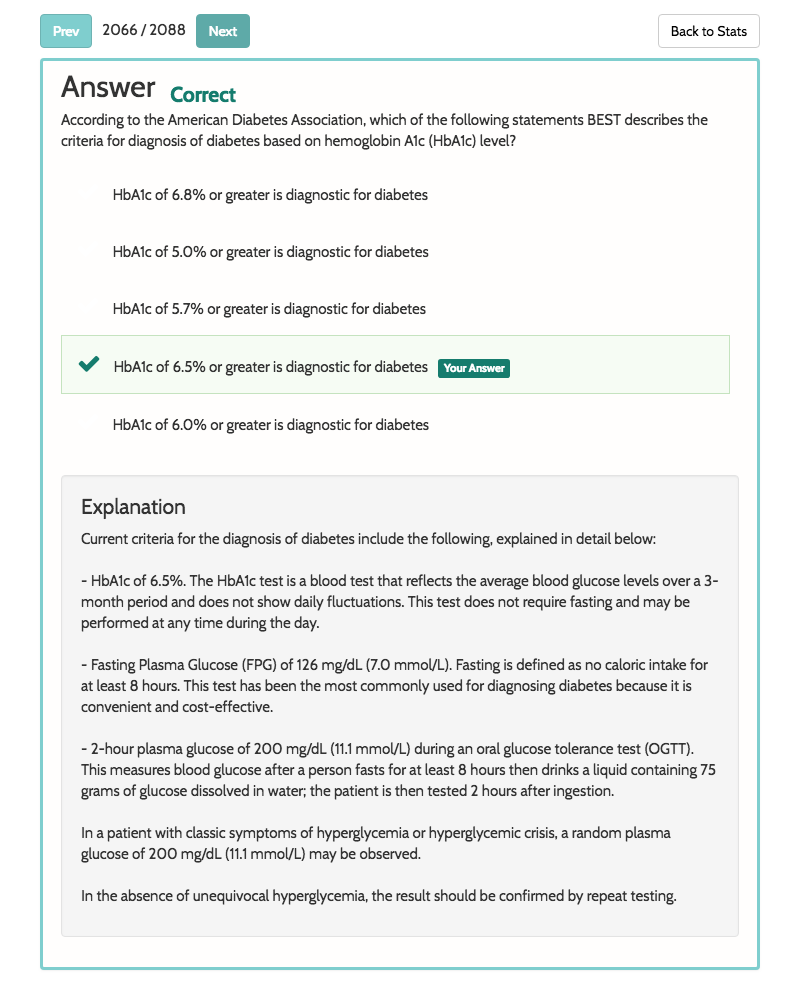 Prev 2066 / 2088 Next Back to Stats
Answer Correct
According to the American Diabetes Association, which of the following statements BEST describes the
criteria for diagnosis of diabetes based on hemoglobin A1c (HbA1c) level?
HbA1c of 6.8% or greater is diagnostic for diabetes
HbA1c of 5.0% or greater is diagnostic for diabetes
HbA1c of 5.7% or greater is diagnostic for diabetes
HbA1c of 6.5% or greater is diagnostic for diabetes Your Answer
HbA1c of 6.0% or greater is diagnostic for diabetes
Explanation
Current criteria for the diagnosis of diabetes include the following, explained in detail below:
- HbA1c of 6.5%. The HbA1c test is a blood test that reflects the average blood glucose levels over a 3-
month period and does not show daily fluctuations. This test does not require fasting and may be
performed at any time during the day.
- Fasting Plasma Glucose (FPG) of 126 mg/dL (7.0 mmol/L). Fasting is defined as no caloric intake for
at least 8 hours. This test has been the most commonly used for diagnosing diabetes because it is
convenient and cost-effective.
- 2-hour plasma glucose of 200 mg/dL (11.1 mmol/L) during an oral glucose tolerance test (OGTT).
This measures blood glucose after a person fasts for at least 8 hours then drinks a liquid containing 75
grams of glucose dissolved in water; the patient is then tested 2 hours after ingestion.
In a patient with classic symptoms of hyperglycemia or hyperglycemic crisis, a random plasma
glucose of 200 mg/dL (11.1 mmol/L) may be observed.
In the absence of unequivocal hyperglycemia, the result should be confirmed by repeat testing.